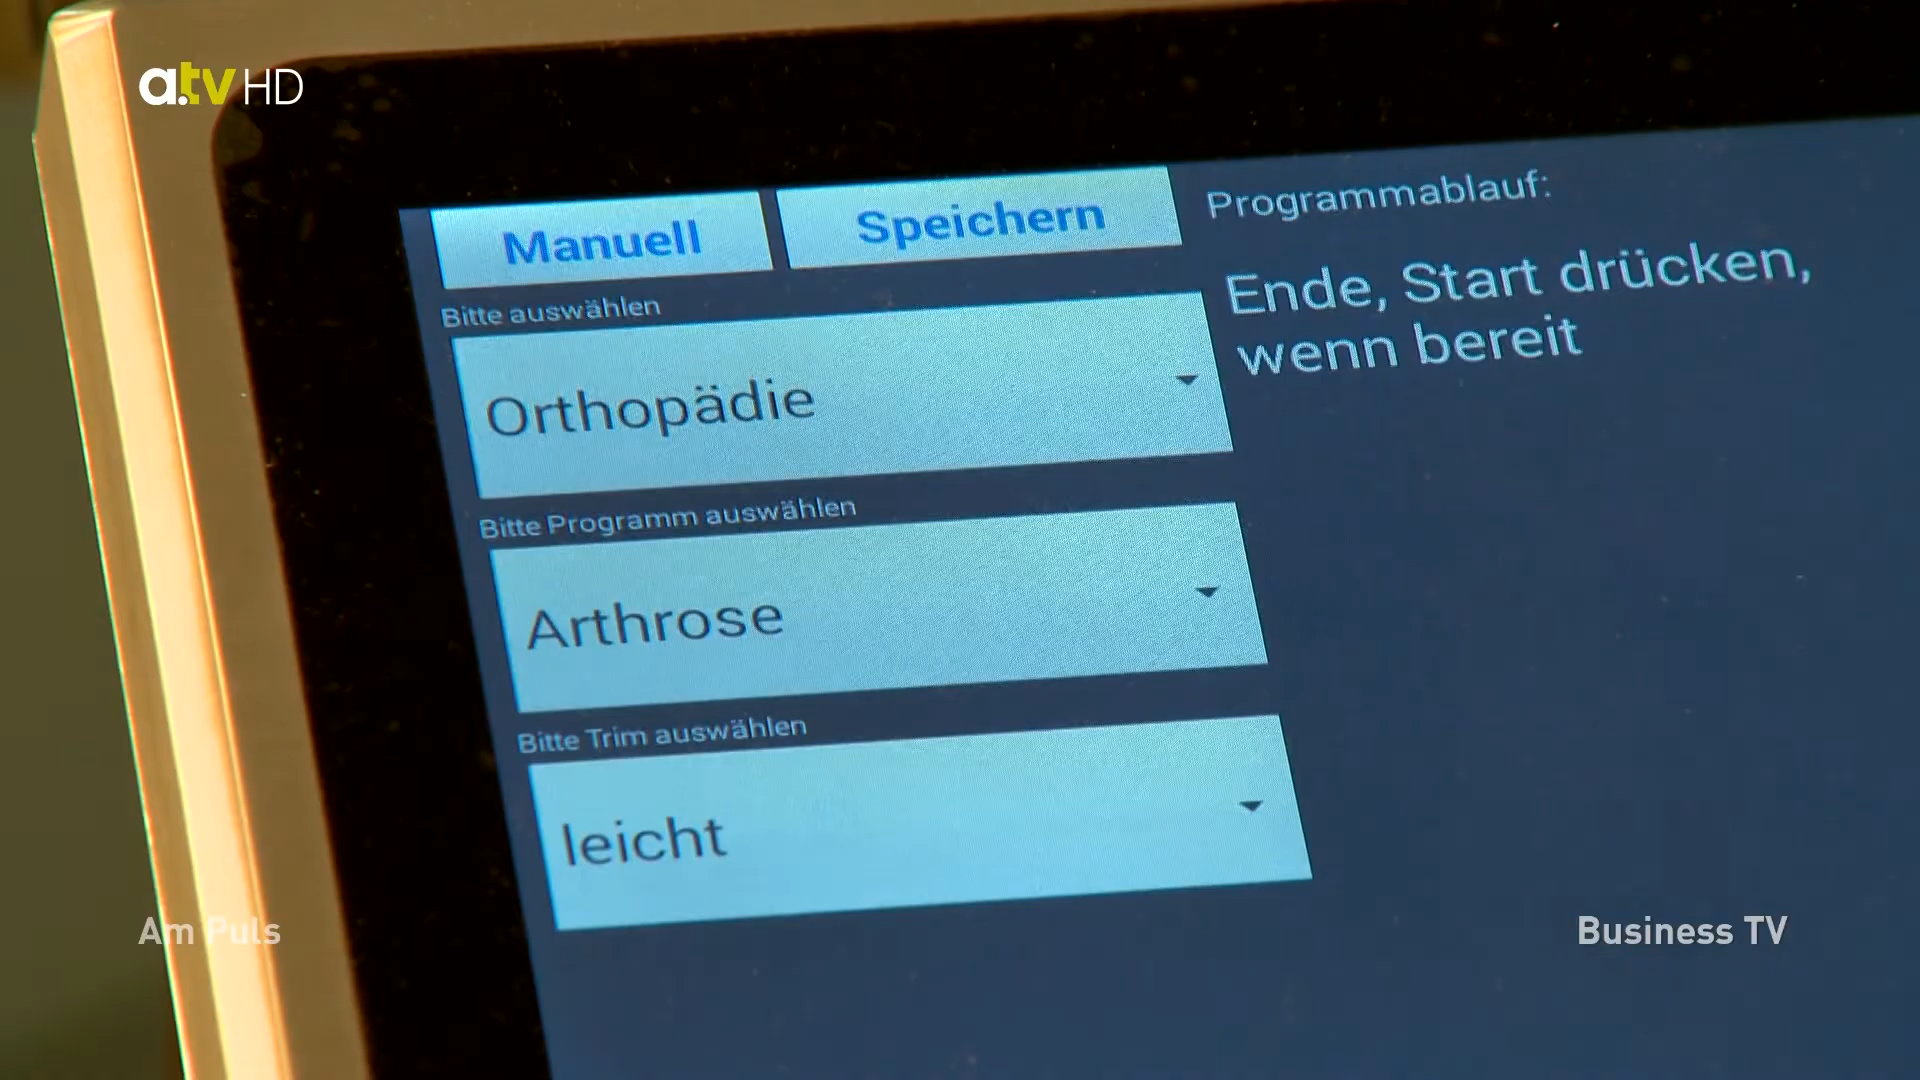 a.tv HD
Manuell
Speichern
Programmablauf:
Ende, Start drücken,
wenn bereit
Bitte auswählen
Orthopädie
Bitte Programm auswählen
Arthrose
Bitte Trim auswählen
leicht
Am Puls
Business TV